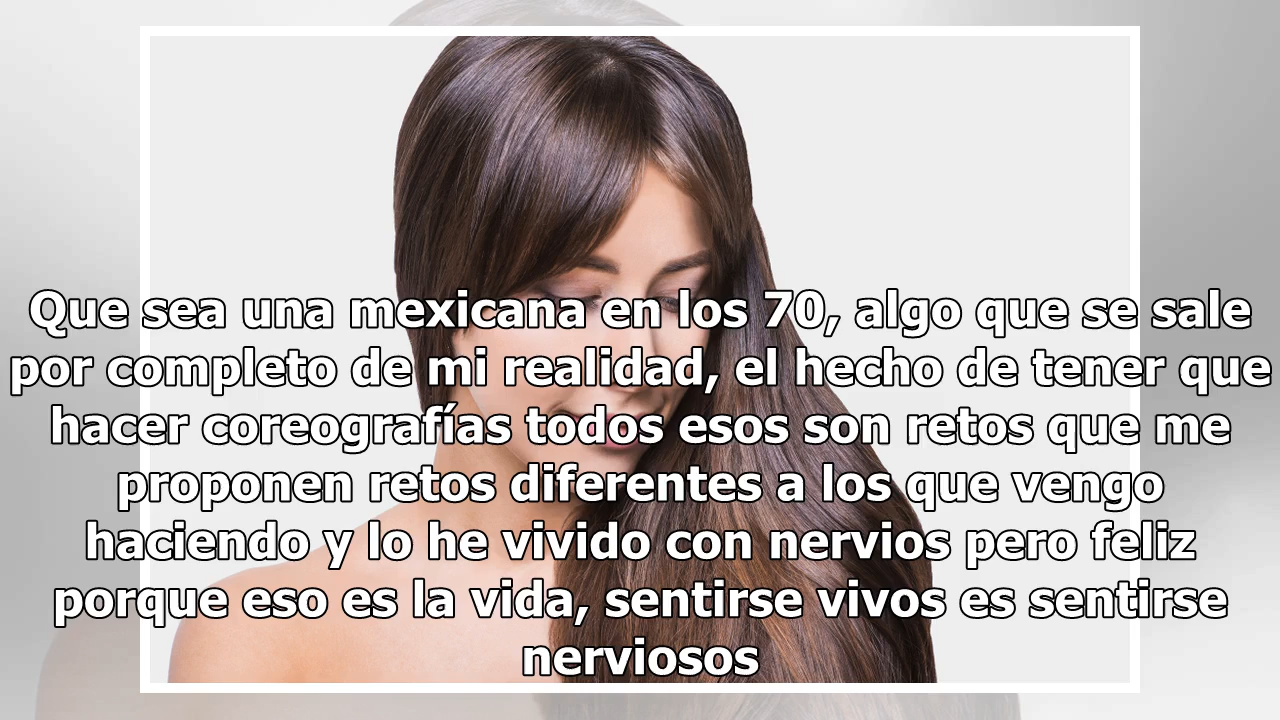 Que sea una mexicana en los 70, algo que se sale
por completo de mi realidad, el hecho de tener que
hacer coreografías todos esos son retos que me
proponen retos diferentes a los que vengo
haciendo y lo he vivido con nervios pero feliz
porque eso es la vida, sentirse vivos es sentirse
nerviosos